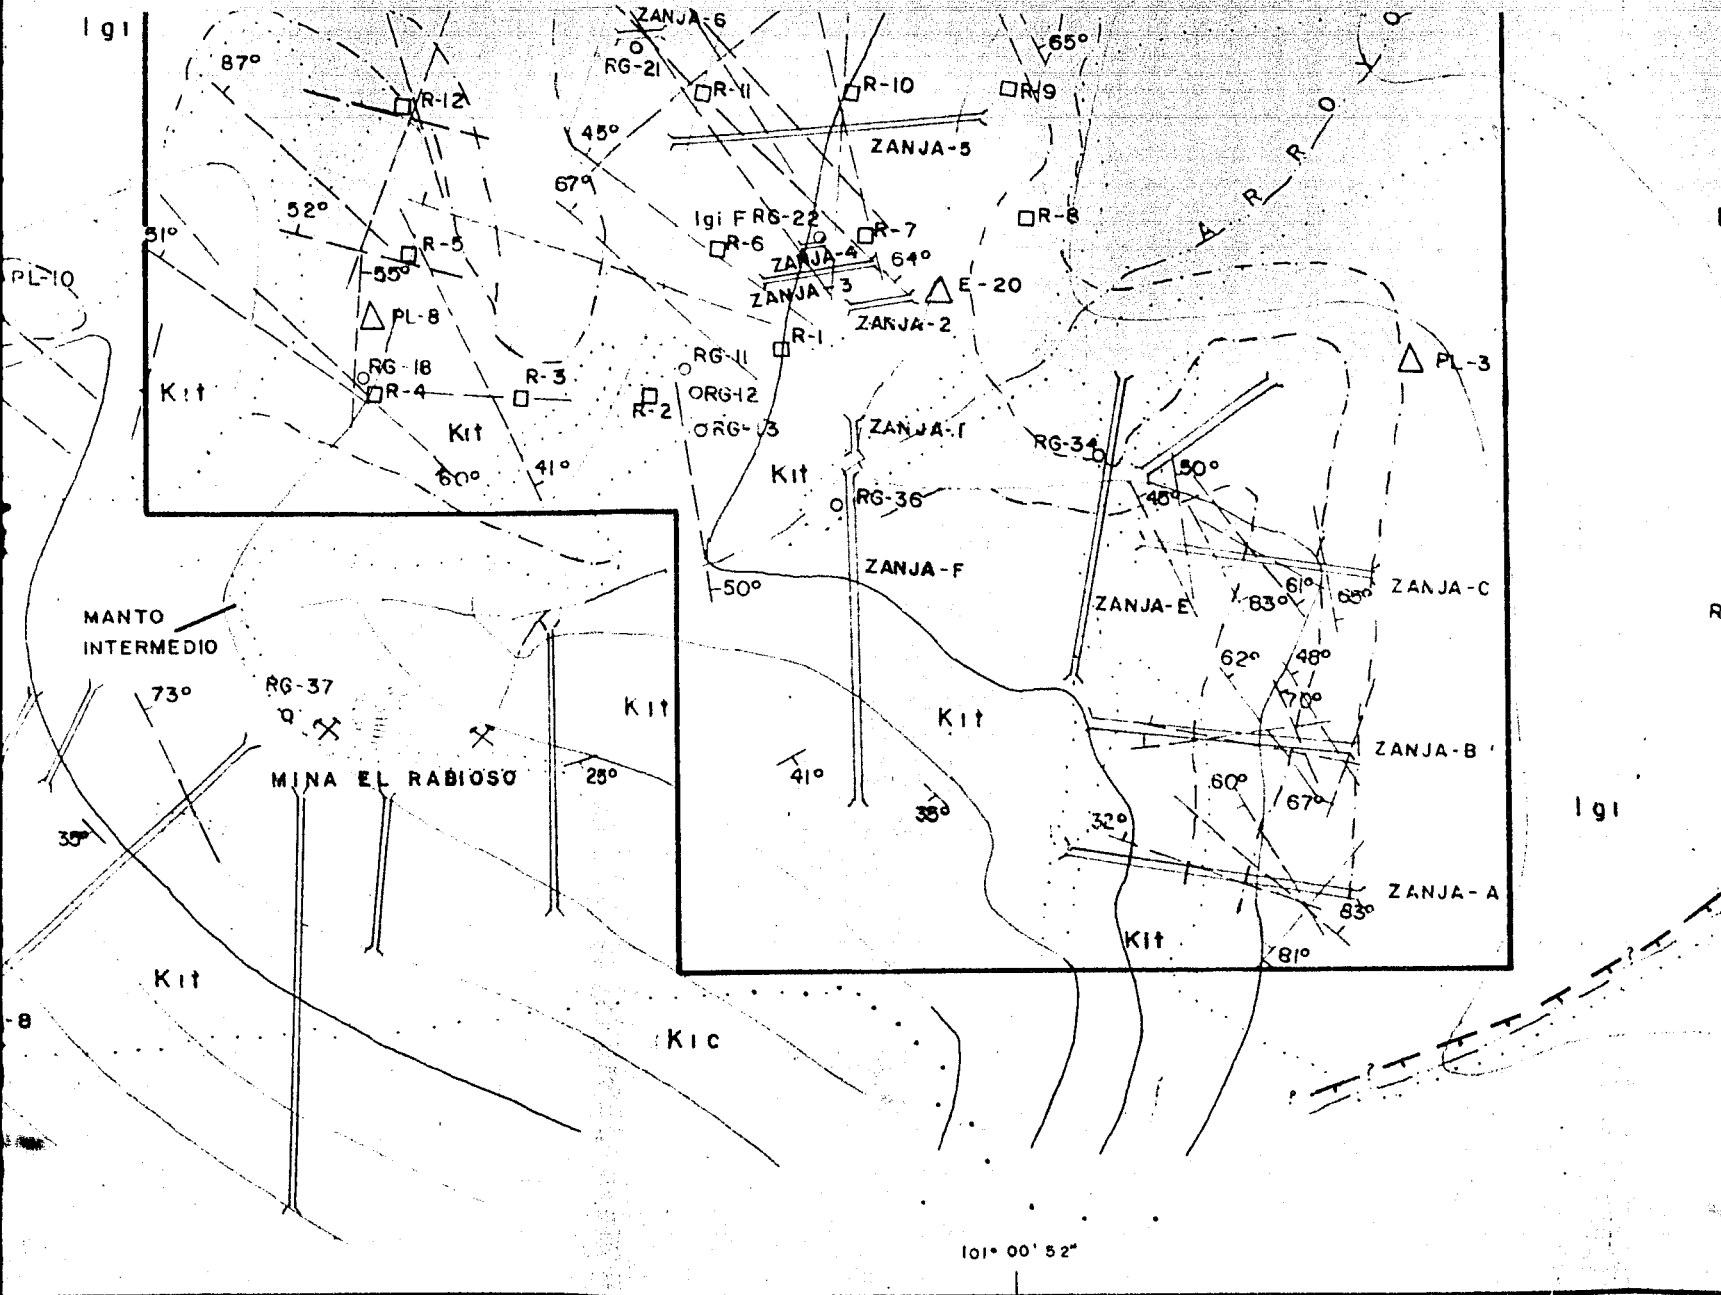 ZANJA-6
Igi
65°
87°
RG-21
R-11
R-10
R-9
R-12
45°
ZANJA-5
67°
52°
Igi F RG-22
R-8
51°
R-5
R-6
R-7
ZANJA-4
64°
55°
PL-10
ZANJA-3
E-20
PL-8
ZANJA-2
R-1
RG-11
PL-3
RG-18
R-3
Kit
R-4
RG-12
R-2
RG-13
ZANJA-1
Kit
RG-34
60°
41°
Kit
50°
45°
RG-36
ARROYO
ZANJA-F
50°
ZANJA-C
61°
65°
83°
ZANJA-E
MANTO
INTERMEDIO
62°
48°
RG-37
73°
70°
Kit
Kit
ZANJA-B
MINA EL RABIOSO
25°
41°
60°
67°
38°
Igi
35°
32°
ZANJA-A
83°
Kit
81°
Kit
-8
Kic
101° 00' 52"